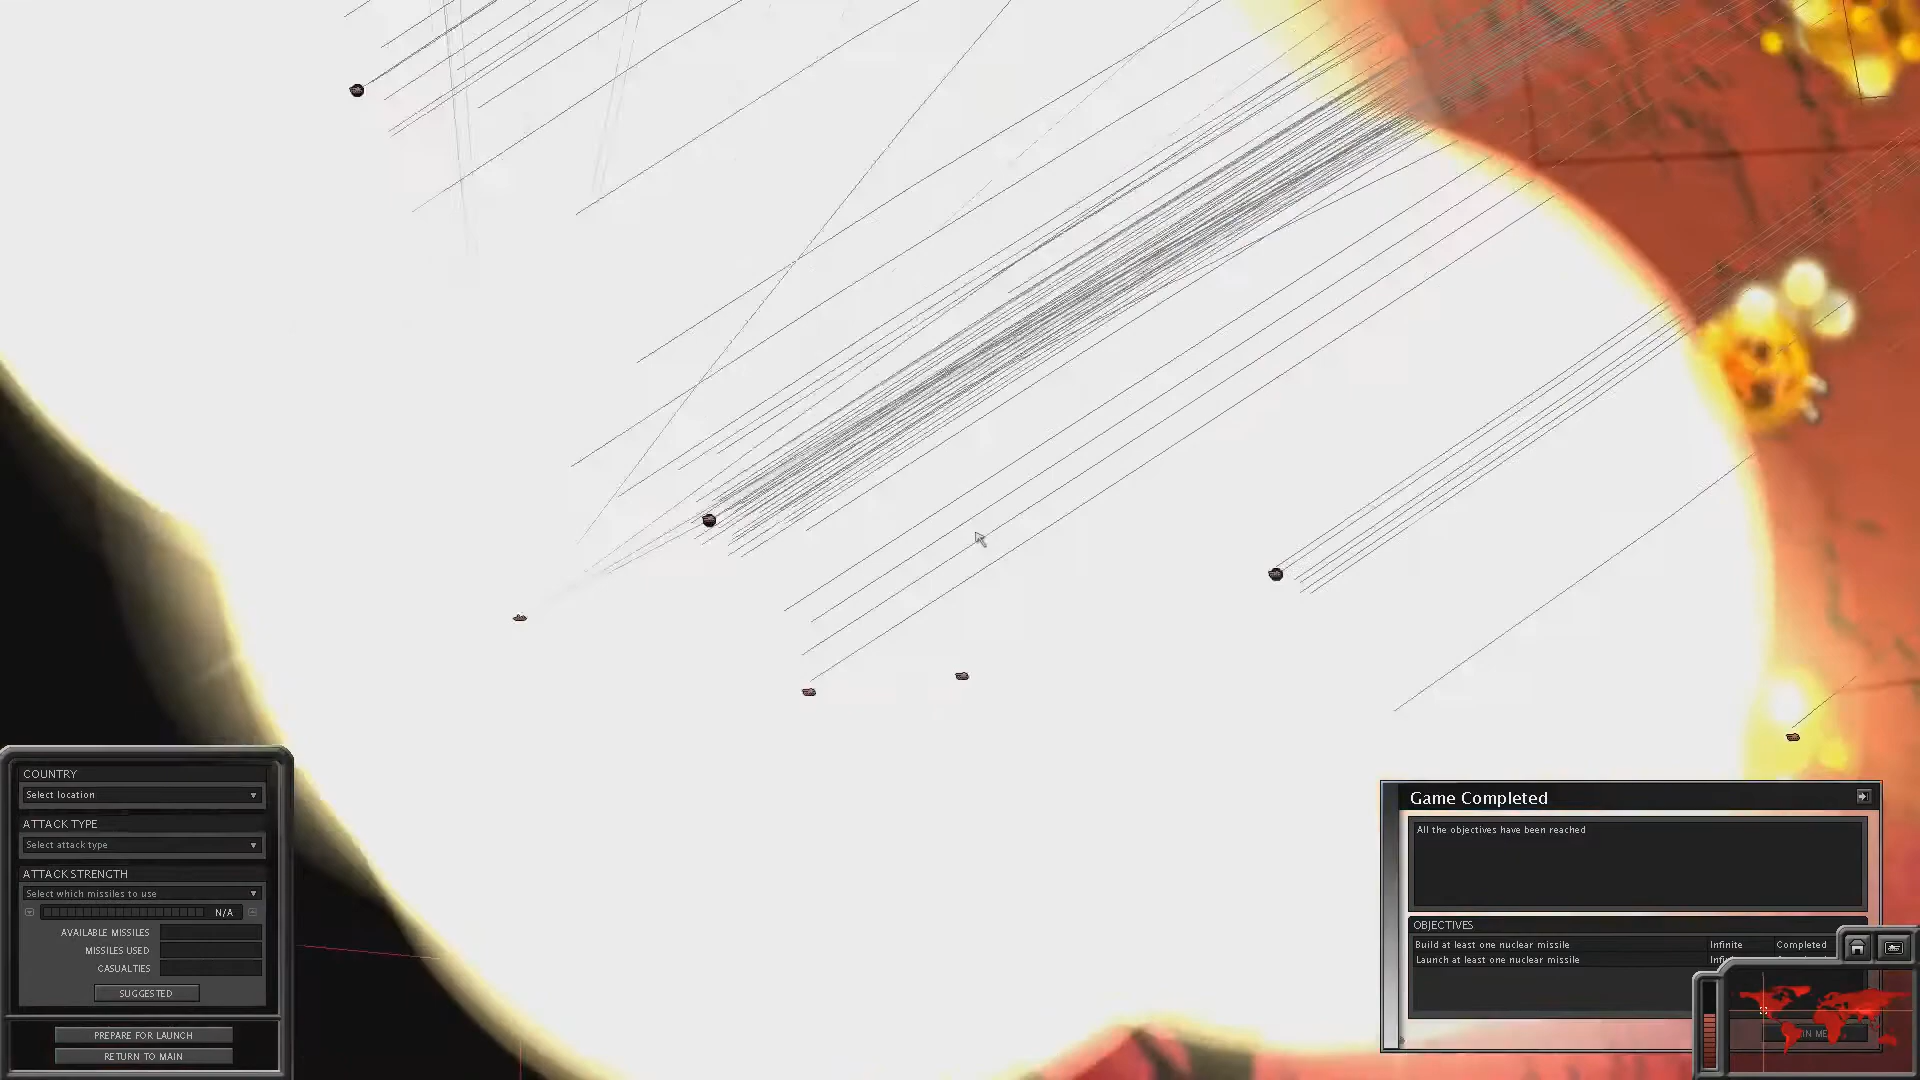 COUNTRY
Select location
ATTACK TYPE
Select attack type
ATTACK STRENGTH
Select which missiles to use
N/A
AVAILABLE MISSILES
MISSILES USED
CASUALTIES
SUGGESTED
PREPARE FOR LAUNCH
RETURN TO MAIN
Game Completed
All the objectives have been reached
OBJECTIVES
Build at least one nuclear missile Infinite Completed
Launch at least one nuclear missile